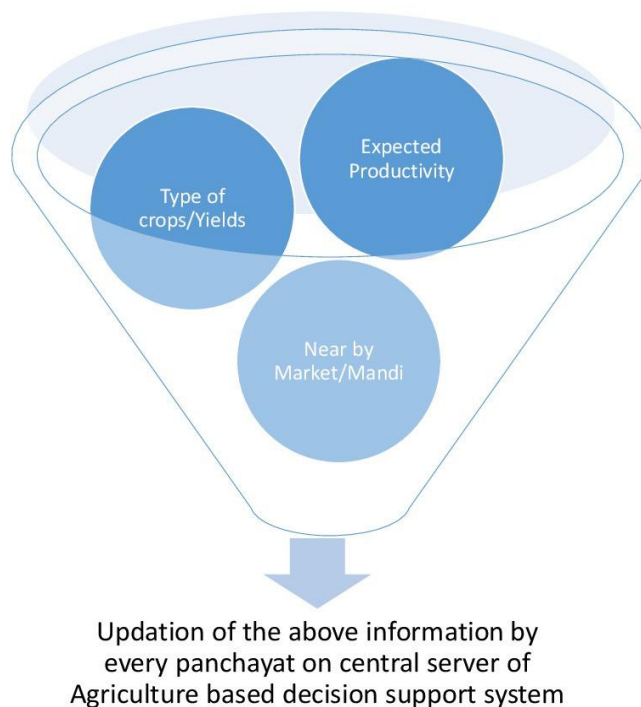 Expected
Productivity
Type of
crops/Yields
Near by
Market/Mandi
Updation of the above information by
every panchayat on central server of
Agriculture based decision support system